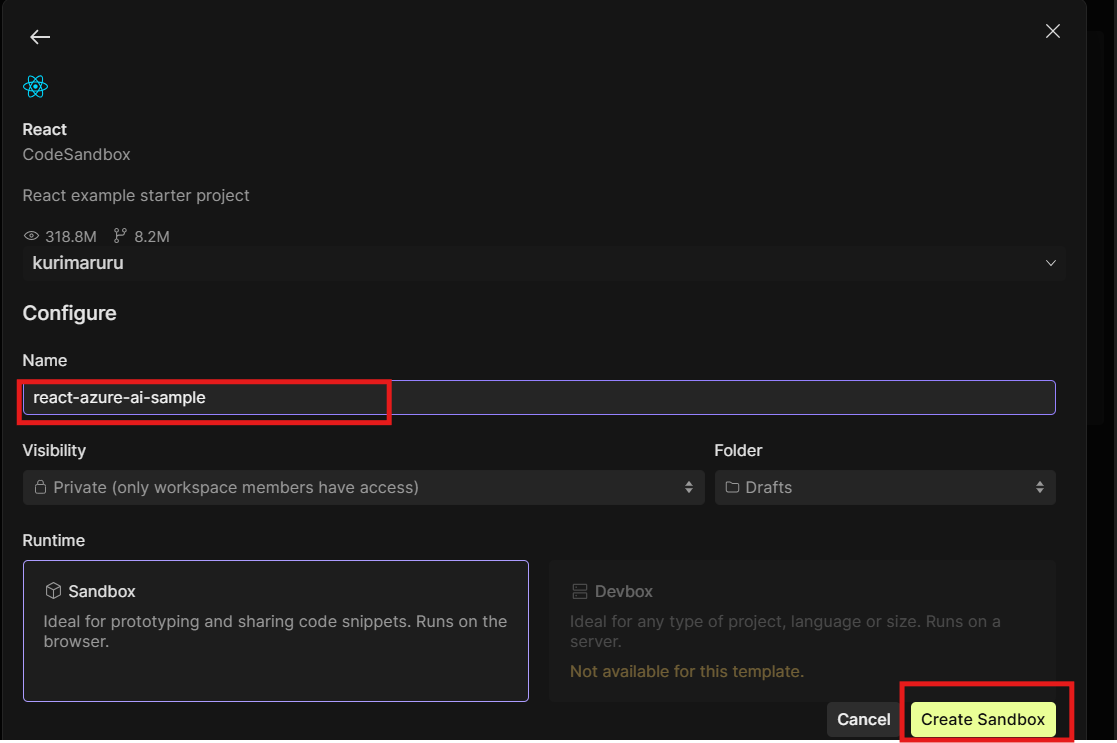 React
CodeSandbox
React example starter project
318.8M 8.2M
kurimaruru
Configure
Name
react-azure-ai-sample
Visibility Folder
Private (only workspace members have access) Drafts
Runtime
Sandbox
Ideal for prototyping and sharing code snippets. Runs on the
browser.
Devbox
Ideal for any type of project, language or size. Runs on a
server.
Not available for this template.
Cancel Create Sandbox